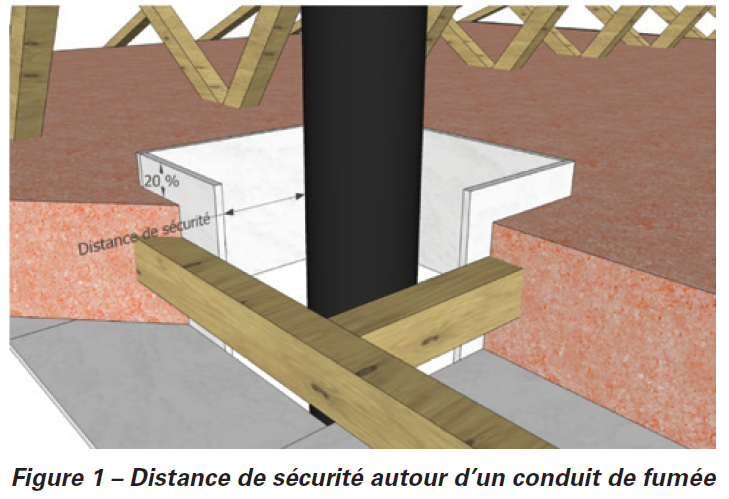 20 %
Distance de sécurité
Figure 1 – Distance de sécurité autour d'un conduit de fumée